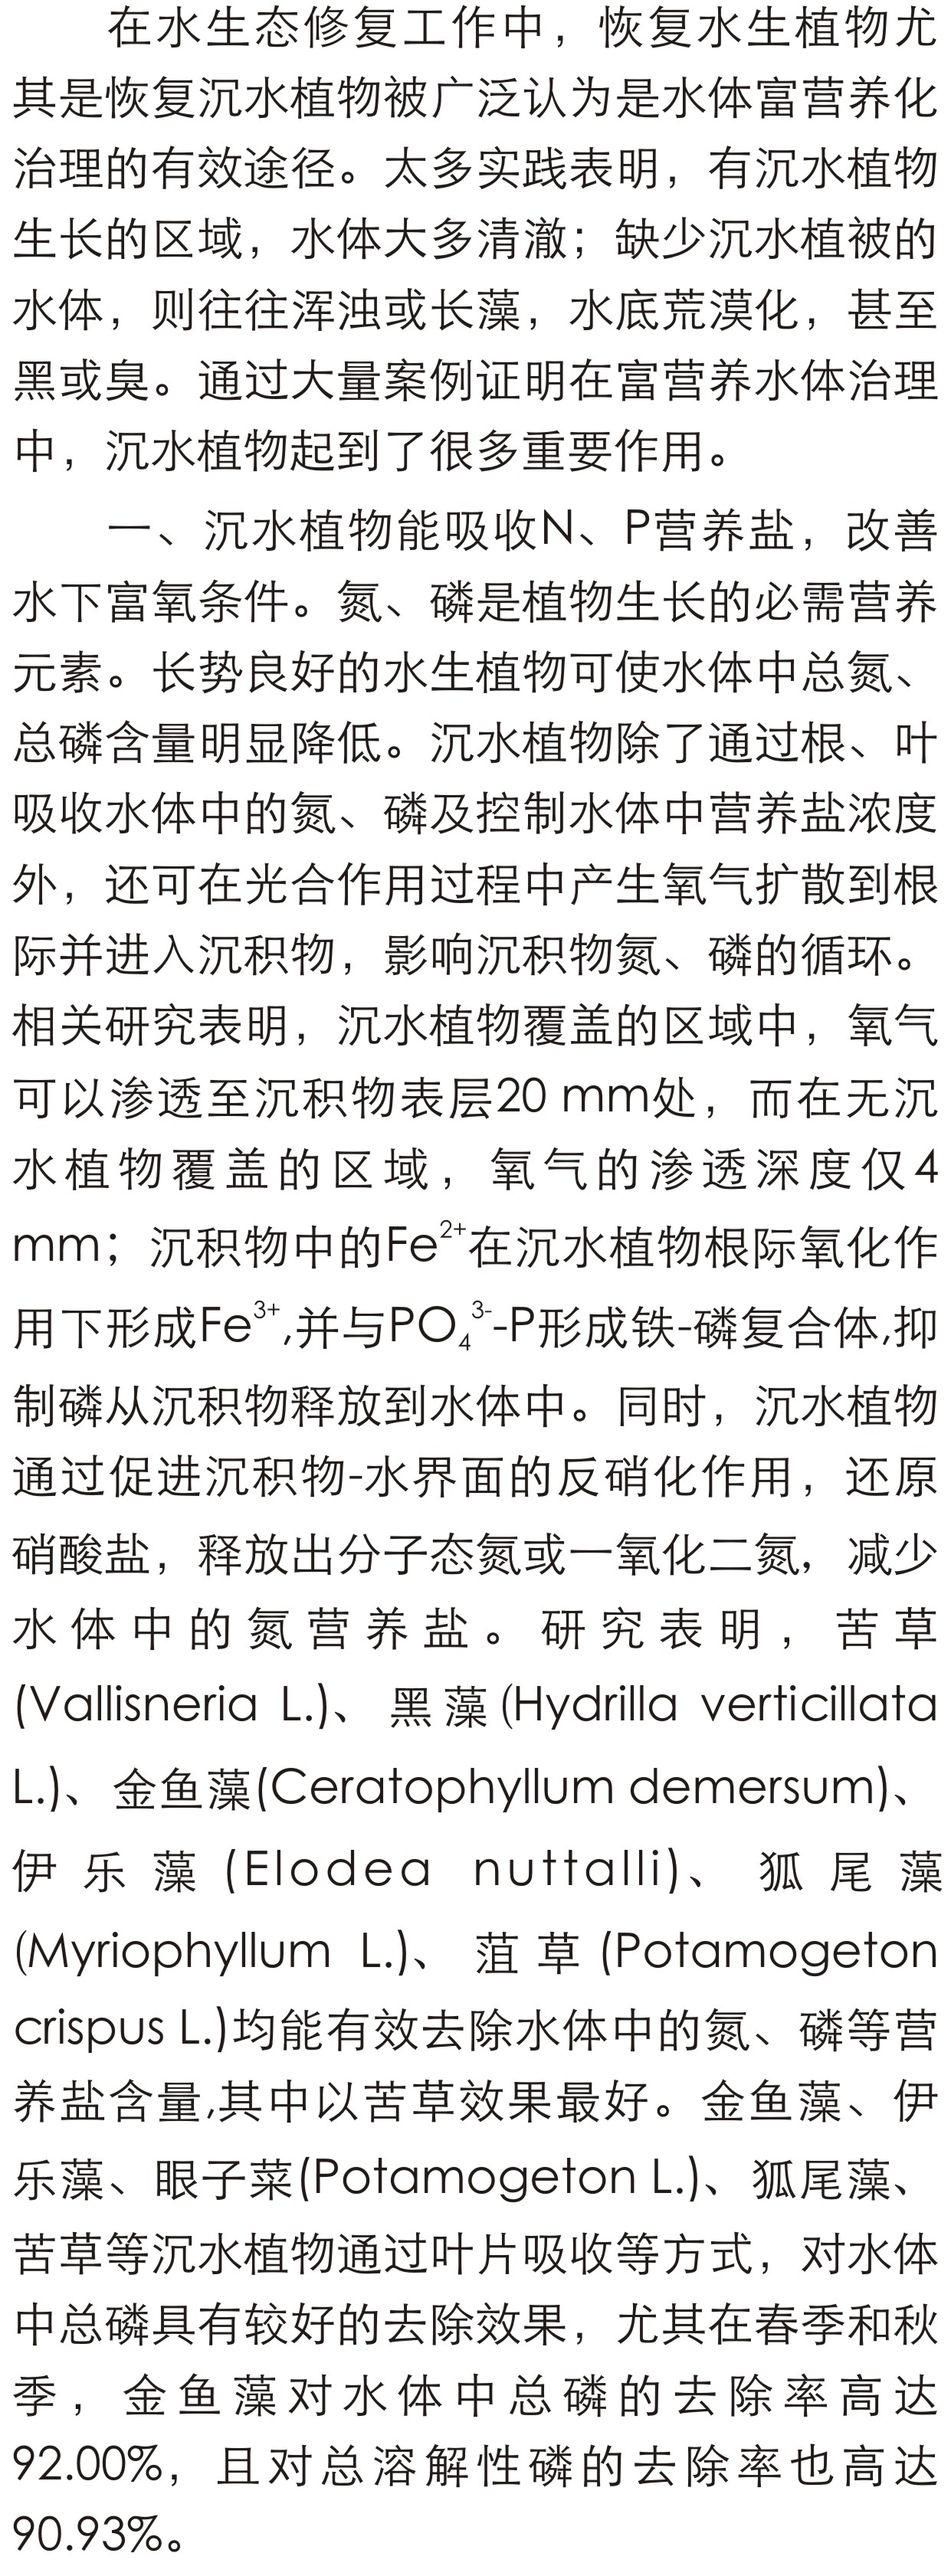 在水生态修复工作中，恢复水生植物尤
其是恢复沉水植物被广泛认为是水体富营养化
治理的有效途径。太多实践表明，有沉水植物
生长的区域，水体大多清澈；缺少沉水植被的
水体，则往往浑浊或长藻，水底荒漠化，甚至
黑或臭。通过大量案例证明在富营养水体治理
中，沉水植物起到了很多重要作用。
一、沉水植物能吸收N、P营养盐，改善
水下富氧条件。氮、磷是植物生长的必需营养
元素。长势良好的水生植物可使水体中总氮、
总磷含量明显降低。沉水植物除了通过根、叶
吸收水体中的氮、磷及控制水体中营养盐浓度
外，还可在光合作用过程中产生氧气扩散到根
际并进入沉积物，影响沉积物氮、磷的循环。
相关研究表明，沉水植物覆盖的区域中，氧气
可以渗透至沉积物表层20 mm处，而在无沉
水植物覆盖的区域，氧气的渗透深度仅4
mm；沉积物中的Fe²⁺在沉水植物根际氧化作
用下形成Fe³⁺,并与PO₄³⁻-P形成铁-磷复合体,抑
制磷从沉积物释放到水体中。同时，沉水植物
通过促进沉积物-水界面的反硝化作用，还原
硝酸盐，释放出分子态氮或一氧化二氮，减少
水体中的氮营养盐。研究表明，苦草
(Vallisneria L.)、黑藻(Hydrilla verticillata
L.)、金鱼藻(Ceratophyllum demersum)、
伊乐藻(Elodea nuttalli)、狐尾藻
(Myriophyllum L.)、菹草(Potamogeton
crispus L.)均能有效去除水体中的氮、磷等营
养盐含量,其中以苦草效果最好。金鱼藻、伊
乐藻、眼子菜(Potamogeton L.)、狐尾藻、
苦草等沉水植物通过叶片吸收等方式，对水体
中总磷具有较好的去除效果，尤其在春季和秋
季，金鱼藻对水体中总磷的去除率高达
92.00%，且对总溶解性磷的去除率也高达
90.93%。